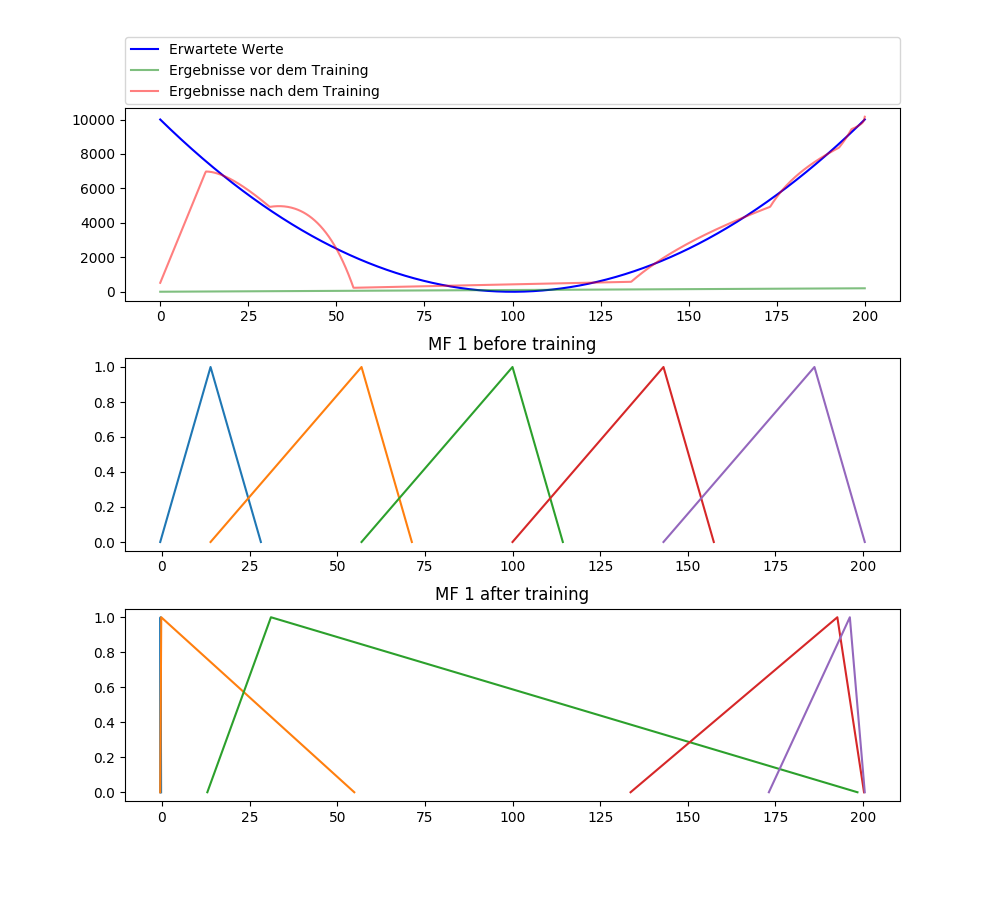 Erwartete Werte
Ergebnisse vor dem Training
Ergebnisse nach dem Training
10000
8000
6000
4000
2000
0
0 25 50 75 100 125 150 175 200
MF 1 before training
1.0
0.8
0.6
0.4
0.2
0.0
0 25 50 75 100 125 150 175 200
MF 1 after training
1.0
0.8
0.6
0.4
0.2
0.0
0 25 50 75 100 125 150 175 200